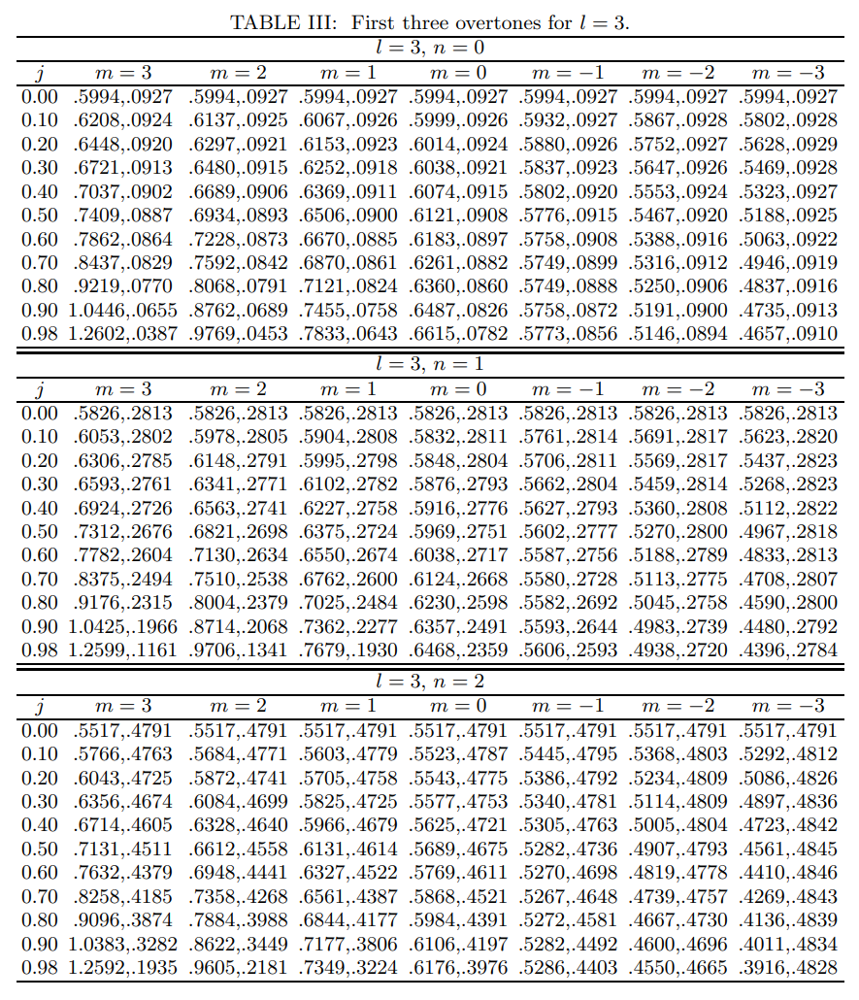 TABLE III: First three overtones for l = 3.
l = 3, n = 0
j m = 3 m = 2 m = 1 m = 0 m = −1 m = −2 m = −3
0.00 .5994,.0927 .5994,.0927 .5994,.0927 .5994,.0927 .5994,.0927 .5994,.0927 .5994,.0927
0.10 .6208,.0924 .6137,.0925 .6067,.0926 .5999,.0926 .5932,.0927 .5867,.0928 .5802,.0928
0.20 .6448,.0920 .6297,.0921 .6153,.0923 .6014,.0924 .5880,.0926 .5752,.0927 .5628,.0929
0.30 .6721,.0913 .6480,.0915 .6252,.0918 .6038,.0921 .5837,.0923 .5647,.0926 .5469,.0928
0.40 .7037,.0902 .6689,.0906 .6369,.0911 .6074,.0915 .5802,.0920 .5553,.0924 .5323,.0927
0.50 .7409,.0887 .6934,.0893 .6506,.0900 .6121,.0908 .5776,.0915 .5467,.0920 .5188,.0925
0.60 .7862,.0864 .7228,.0873 .6670,.0885 .6183,.0897 .5758,.0908 .5388,.0916 .5063,.0922
0.70 .8437,.0829 .7592,.0842 .6870,.0861 .6261,.0882 .5749,.0899 .5316,.0912 .4946,.0919
0.80 .9219,.0770 .8068,.0791 .7121,.0824 .6360,.0860 .5749,.0888 .5250,.0906 .4837,.0916
0.90 1.0446,.0655 .8762,.0689 .7455,.0758 .6487,.0826 .5758,.0872 .5191,.0900 .4735,.0913
0.98 1.2602,.0387 .9769,.0453 .7833,.0643 .6615,.0782 .5773,.0856 .5146,.0894 .4657,.0910
l = 3, n = 1
j m = 3 m = 2 m = 1 m = 0 m = −1 m = −2 m = −3
0.00 .5826,.2813 .5826,.2813 .5826,.2813 .5826,.2813 .5826,.2813 .5826,.2813 .5826,.2813
0.10 .6053,.2802 .5978,.2805 .5904,.2808 .5832,.2811 .5761,.2814 .5691,.2817 .5623,.2820
0.20 .6306,.2785 .6148,.2791 .5995,.2798 .5848,.2804 .5706,.2811 .5569,.2817 .5437,.2823
0.30 .6593,.2761 .6341,.2771 .6102,.2782 .5876,.2793 .5662,.2804 .5459,.2814 .5268,.2823
0.40 .6924,.2726 .6563,.2741 .6227,.2758 .5916,.2776 .5627,.2793 .5360,.2808 .5112,.2822
0.50 .7312,.2676 .6821,.2698 .6375,.2724 .5969,.2751 .5602,.2777 .5270,.2800 .4967,.2818
0.60 .7782,.2604 .7130,.2634 .6550,.2674 .6038,.2717 .5587,.2756 .5188,.2789 .4833,.2813
0.70 .8375,.2494 .7510,.2538 .6762,.2600 .6124,.2668 .5580,.2728 .5113,.2775 .4708,.2807
0.80 .9176,.2315 .8004,.2379 .7025,.2484 .6230,.2598 .5582,.2692 .5045,.2758 .4590,.2800
0.90 1.0425,.1966 .8714,.2068 .7362,.2277 .6357,.2491 .5593,.2644 .4983,.2739 .4480,.2792
0.98 1.2599,.1161 .9706,.1341 .7679,.1930 .6468,.2359 .5606,.2593 .4938,.2720 .4396,.2784
l = 3, n = 2
j m = 3 m = 2 m = 1 m = 0 m = −1 m = −2 m = −3
0.00 .5517,.4791 .5517,.4791 .5517,.4791 .5517,.4791 .5517,.4791 .5517,.4791 .5517,.4791
0.10 .5766,.4763 .5684,.4771 .5603,.4779 .5523,.4787 .5445,.4795 .5368,.4803 .5292,.4812
0.20 .6043,.4725 .5872,.4741 .5705,.4758 .5543,.4775 .5386,.4792 .5234,.4809 .5086,.4826
0.30 .6356,.4674 .6084,.4699 .5825,.4725 .5577,.4753 .5340,.4781 .5114,.4809 .4897,.4836
0.40 .6714,.4605 .6328,.4640 .5966,.4679 .5625,.4721 .5305,.4763 .5005,.4804 .4723,.4842
0.50 .7131,.4511 .6612,.4558 .6131,.4614 .5689,.4675 .5282,.4736 .4907,.4793 .4561,.4845
0.60 .7632,.4379 .6948,.4441 .6327,.4522 .5769,.4611 .5270,.4698 .4819,.4778 .4410,.4846
0.70 .8258,.4185 .7358,.4268 .6561,.4387 .5868,.4521 .5267,.4648 .4739,.4757 .4269,.4843
0.80 .9096,.3874 .7884,.3988 .6844,.4177 .5984,.4391 .5272,.4581 .4667,.4730 .4136,.4839
0.90 1.0383,.3282 .8622,.3449 .7177,.3806 .6106,.4197 .5282,.4492 .4600,.4696 .4011,.4834
0.98 1.2592,.1935 .9605,.2181 .7349,.3224 .6176,.3976 .5286,.4403 .4550,.4665 .3916,.4828